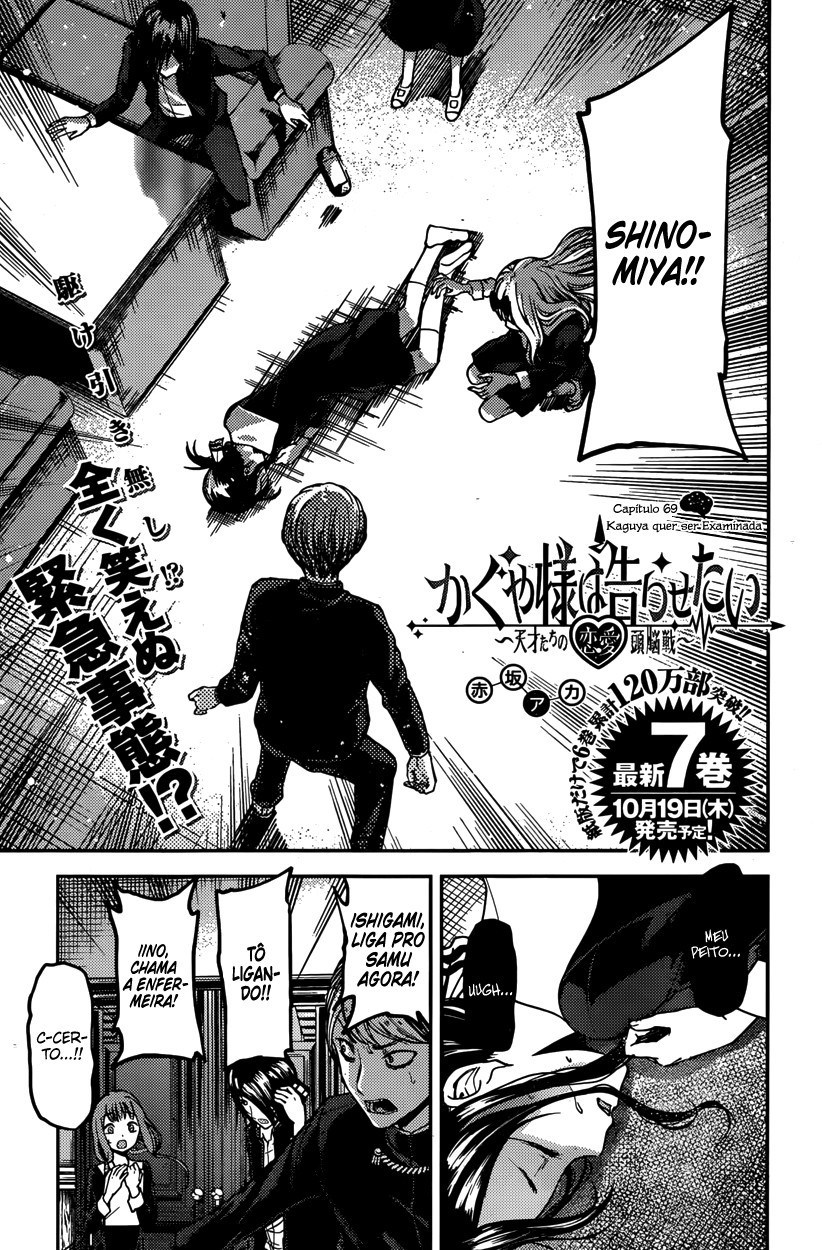 SHINO-
MIYA!!
駆け引き無し!?
全く笑えぬ
緊急事態!?
Capítulo 69
Kaguya quer ser Examinada
かぐや様は告らせたい
～天才たちの恋愛頭脳戦～
赤坂アカ
6巻累計120万部突破!!
最新7巻
10月19日(木)
発売予定!
MEU
PEITO...
UUGH...
ISHIGAMI,
LIGA PRO
SAMU
AGORA!
TÔ
LIGAN-
DO!!
IINO,
CHAMA
A ENFER-
MEIRA!
C-CER-
TO...!!